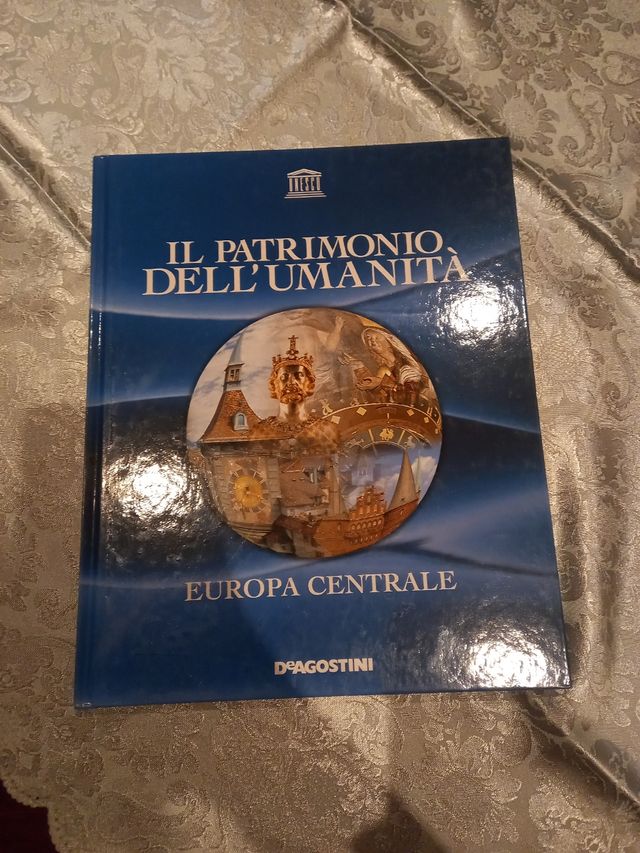 UNESCO
IL PATRIMONIO
DELL'UMANITÀ
EUROPA CENTRALE
DeAGOSTINI